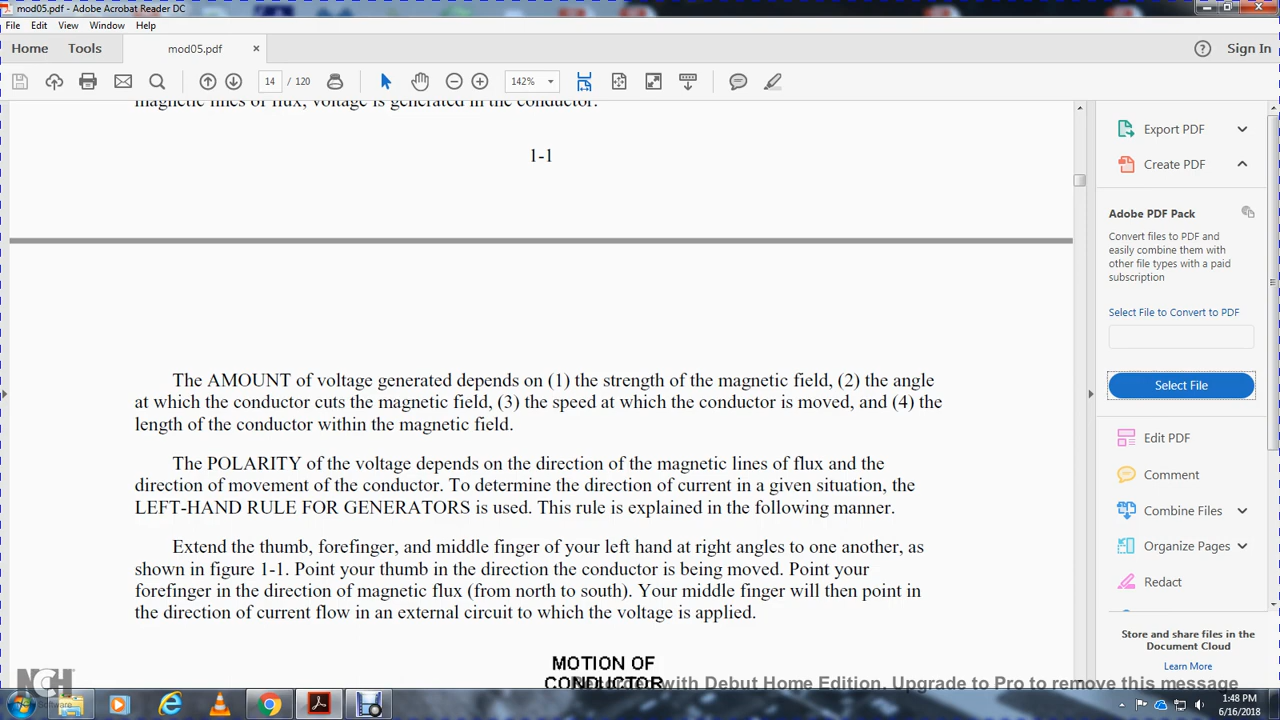 mod05.pdf - Adobe Acrobat Reader DC
File Edit View Window Help
Home Tools mod05.pdf × ? Sign In
14 / 120 142%
magnetic lines of flux, voltage is generated in the conductor.
1-1
The AMOUNT of voltage generated depends on (1) the strength of the magnetic field, (2) the angle
at which the conductor cuts the magnetic field, (3) the speed at which the conductor is moved, and (4) the
length of the conductor within the magnetic field.
The POLARITY of the voltage depends on the direction of the magnetic lines of flux and the
direction of movement of the conductor. To determine the direction of current in a given situation, the
LEFT-HAND RULE FOR GENERATORS is used. This rule is explained in the following manner.
Extend the thumb, forefinger, and middle finger of your left hand at right angles to one another, as
shown in figure 1-1. Point your thumb in the direction the conductor is being moved. Point your
forefinger in the direction of magnetic flux (from north to south). Your middle finger will then point in
the direction of current flow in an external circuit to which the voltage is applied.
MOTION OF
CONDUCTOR
Export PDF
Create PDF
Adobe PDF Pack
Convert files to PDF and
easily combine them with
other file types with a paid
subscription
Select File to Convert to PDF
Select File
Edit PDF
Comment
Combine Files
Organize Pages
Redact
Store and share files in the
Document Cloud
Learn More
NCH
Software
with Debut Home Edition. Upgrade to Pro to remove this message
1:48 PM
6/16/2018